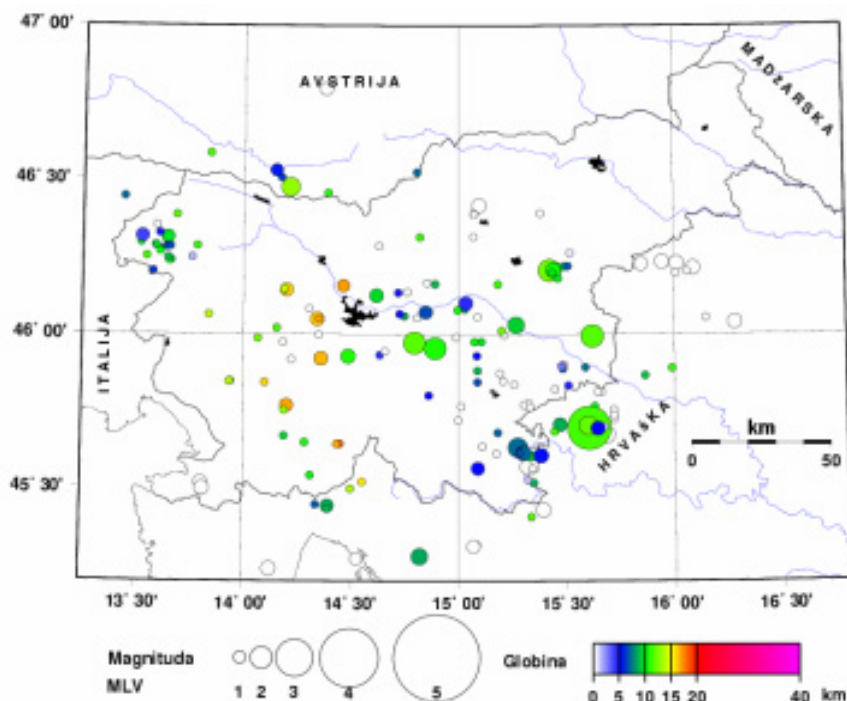 47° 00'
AVSTRIJA
MADžARSKA
46° 30'
46° 00'
ITALIJA
HRVAšKA
km
0 50
45° 30'
13° 30' 14° 00' 14° 30' 15° 00' 15° 30' 16° 00' 16° 30'
Magnituda
MLV
1 2 3 4 5
Globina
0 5 10 15 20 40 km